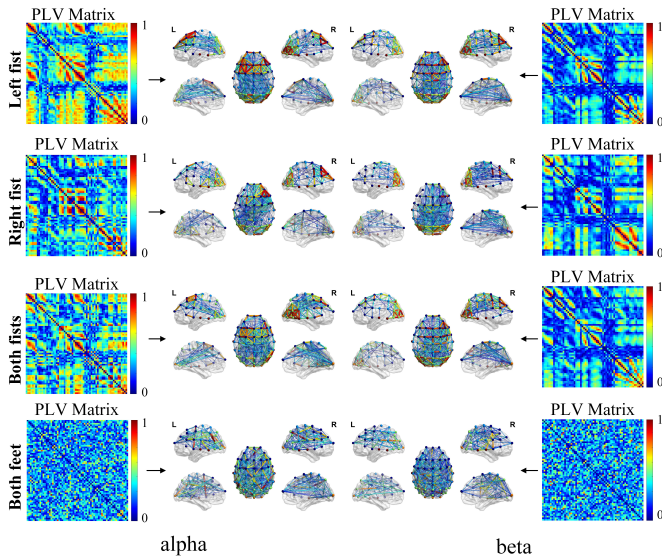 PLV Matrix
PLV Matrix
1
0
L
R
L
R
1
0
Left fist
PLV Matrix
PLV Matrix
1
0
L
R
L
R
1
0
Right fist
PLV Matrix
PLV Matrix
1
0
L
R
L
R
1
0
Both fists
PLV Matrix
PLV Matrix
1
0
L
R
L
R
1
0
Both feet
alpha
beta